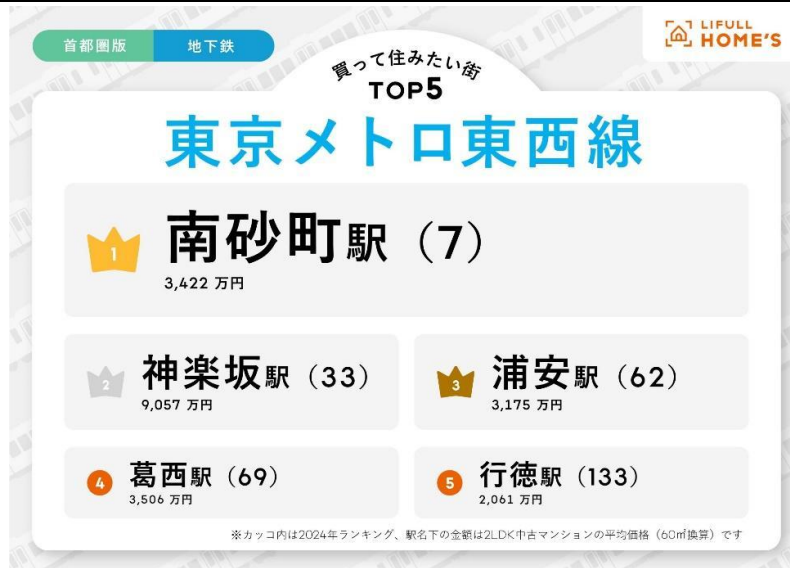 首都圏版
地下鉄
LIFULL
HOME'S
買って住みたい街
TOP5
東京メトロ東西線
1
南砂町駅（7）
3,422 万円
2
神楽坂駅（33）
9,057 万円
3
浦安駅（62）
3,175 万円
4
葛西駅（69）
3,506 万円
5
行徳駅（133）
2,061 万円
※カッコ内は2024年ランキング、駅名下の金額は2LDK中古マンションの平均価格（60㎡換算）です